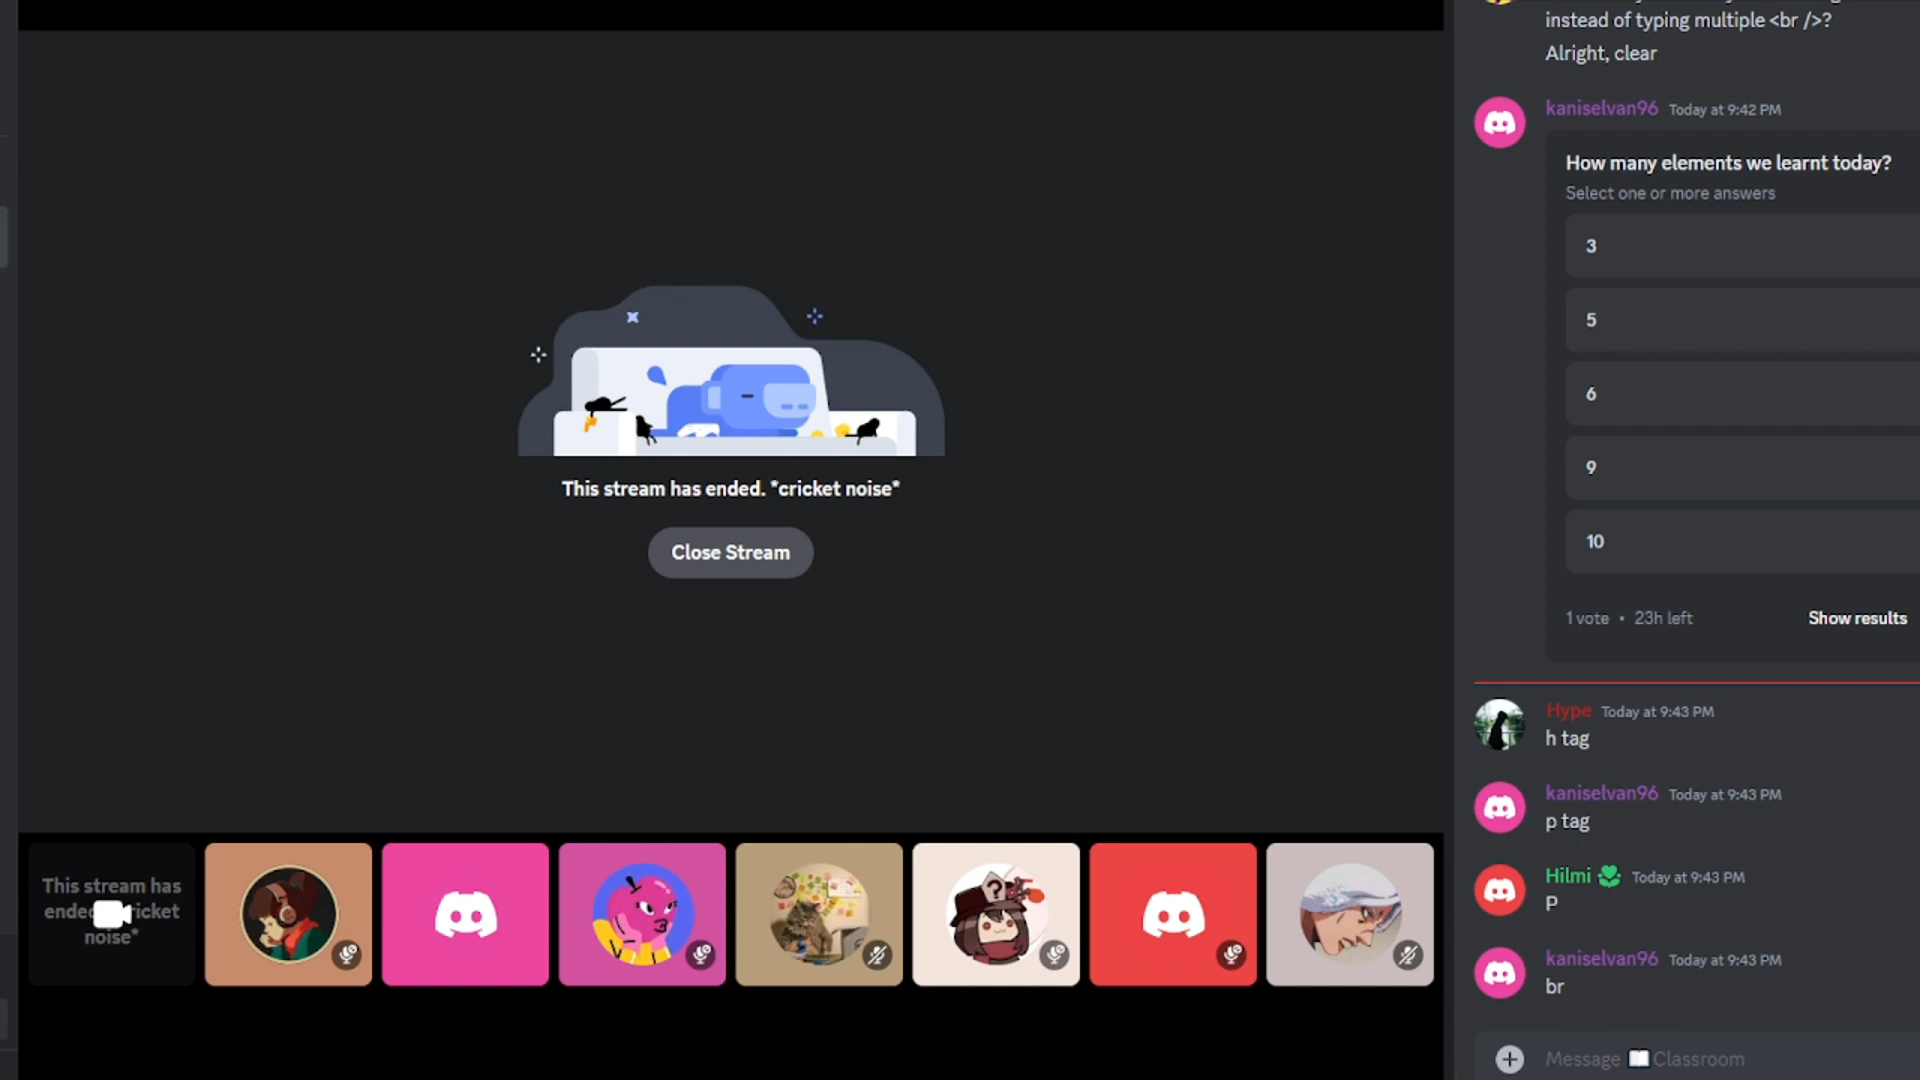 instead of typing multiple <br />?
Alright, clear
kaniselvan96 Today at 9:42 PM
How many elements we learnt today?
Select one or more answers
3
5
6
9
10
1 vote • 23h left Show results
Hype Today at 9:43 PM
h tag
kaniselvan96 Today at 9:43 PM
p tag
Hilmi Today at 9:43 PM
P
kaniselvan96 Today at 9:43 PM
br
Message Classroom
This stream has ended. *cricket noise*
Close Stream
This stream has
ended ricket
noise*
?